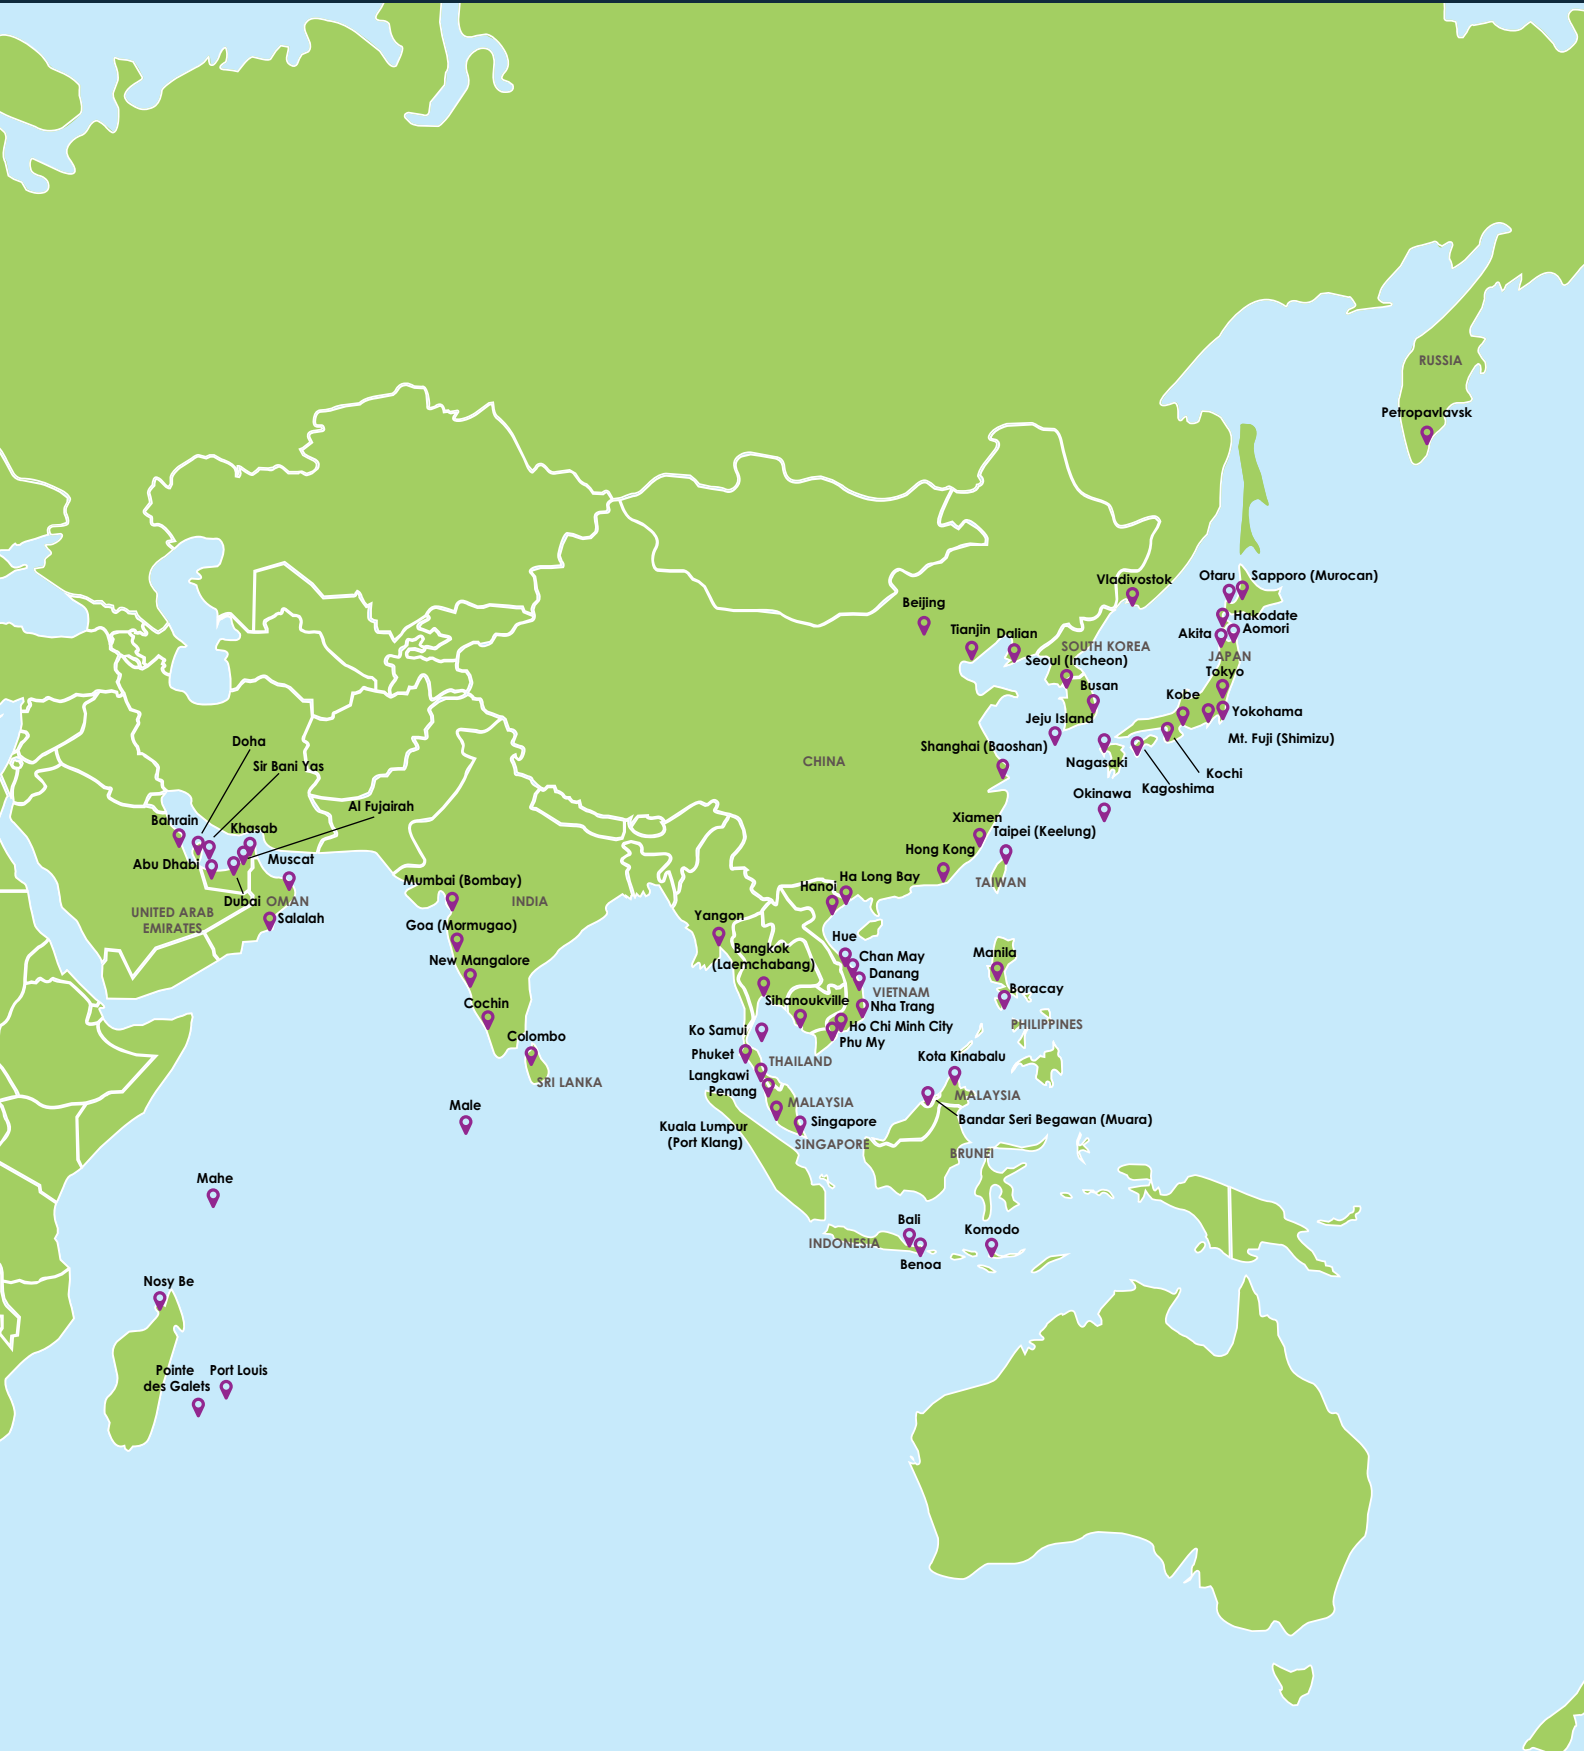 RUSSIA
Petropavlavsk
Vladivostok
Otaru
Sapporo (Murocan)
Beijing
Hakodate
Aomori
Akita
Tianjin
Dalian
SOUTH KOREA
JAPAN
Seoul (Incheon)
Tokyo
Busan
Kobe
Yokohama
Jeju Island
Mt. Fuji (Shimizu)
Shanghai (Baoshan)
CHINA
Nagasaki
Kochi
Kagoshima
Okinawa
Doha
Sir Bani Yas
Al Fujairah
Bahrain
Khasab
Abu Dhabi
Muscat
Dubai
OMAN
UNITED ARAB
EMIRATES
Salalah
Xiamen
Taipei (Keelung)
Hong Kong
TAIWAN
Ha Long Bay
Hanoi
Mumbai (Bombay)
INDIA
Goa (Mormugao)
New Mangalore
Cochin
Colombo
SRI LANKA
Male
Yangon
Bangkok
(Laemchabang)
Hue
Chan May
Danang
VIETNAM
Sihanoukville
Nha Trang
Ho Chi Minh City
Phu My
Manila
Boracay
PHILIPPINES
Ko Samui
Phuket
THAILAND
Langkawi
Penang
MALAYSIA
Kota Kinabalu
MALAYSIA
Bandar Seri Begawan (Muara)
Singapore
Kuala Lumpur
(Port Klang)
SINGAPORE
BRUNEI
Mahe
Bali
Komodo
INDONESIA
Benoa
Nosy Be
Pointe
des Galets
Port Louis